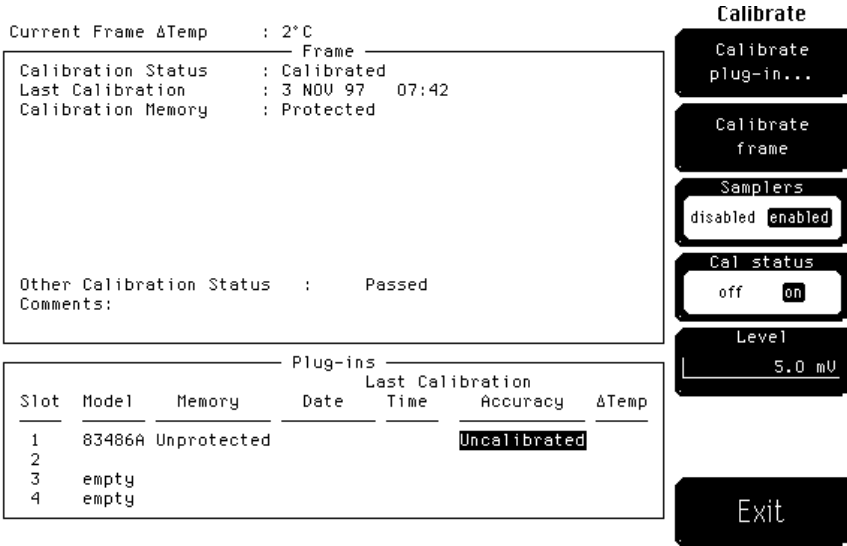 Current Frame ΔTemp : 2°C
Frame
Calibration Status : Calibrated
Last Calibration : 3 NOV 97 07:42
Calibration Memory : Protected
Other Calibration Status : Passed
Comments:
Plug-ins
Last Calibration
Slot Model Memory Date Time Accuracy ΔTemp
1 83486A Unprotected Uncalibrated
2
3 empty
4 empty
Calibrate
Calibrate
plug-in...
Calibrate
frame
Samplers
disabled enabled
Cal status
off on
Level
5.0 mV
Exit